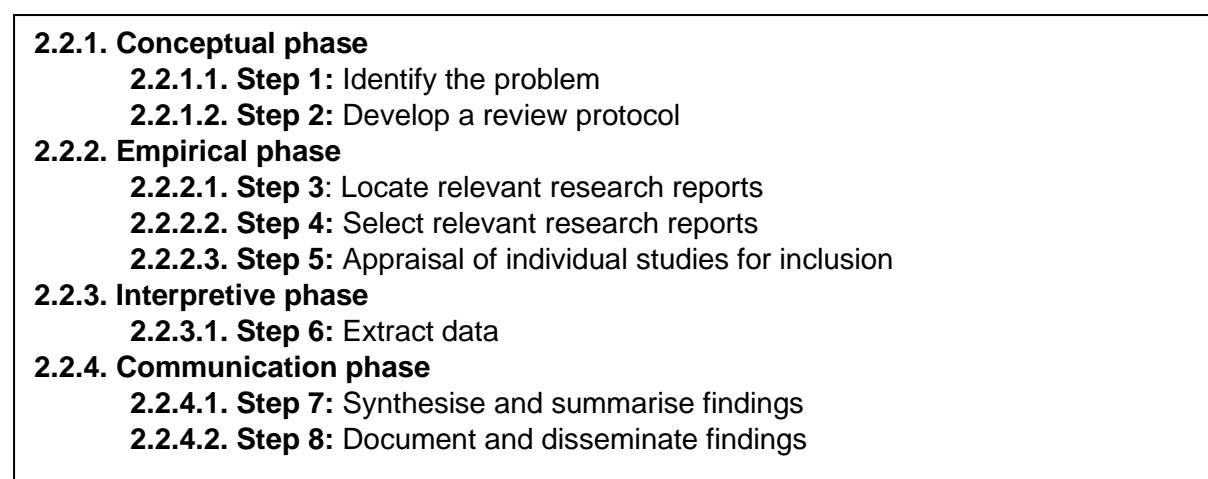 2.2.1. Conceptual phase
2.2.1.1. Step 1: Identify the problem
2.2.1.2. Step 2: Develop a review protocol
2.2.2. Empirical phase
2.2.2.1. Step 3: Locate relevant research reports
2.2.2.2. Step 4: Select relevant research reports
2.2.2.3. Step 5: Appraisal of individual studies for inclusion
2.2.3. Interpretive phase
2.2.3.1. Step 6: Extract data
2.2.4. Communication phase
2.2.4.1. Step 7: Synthesise and summarise findings
2.2.4.2. Step 8: Document and disseminate findings